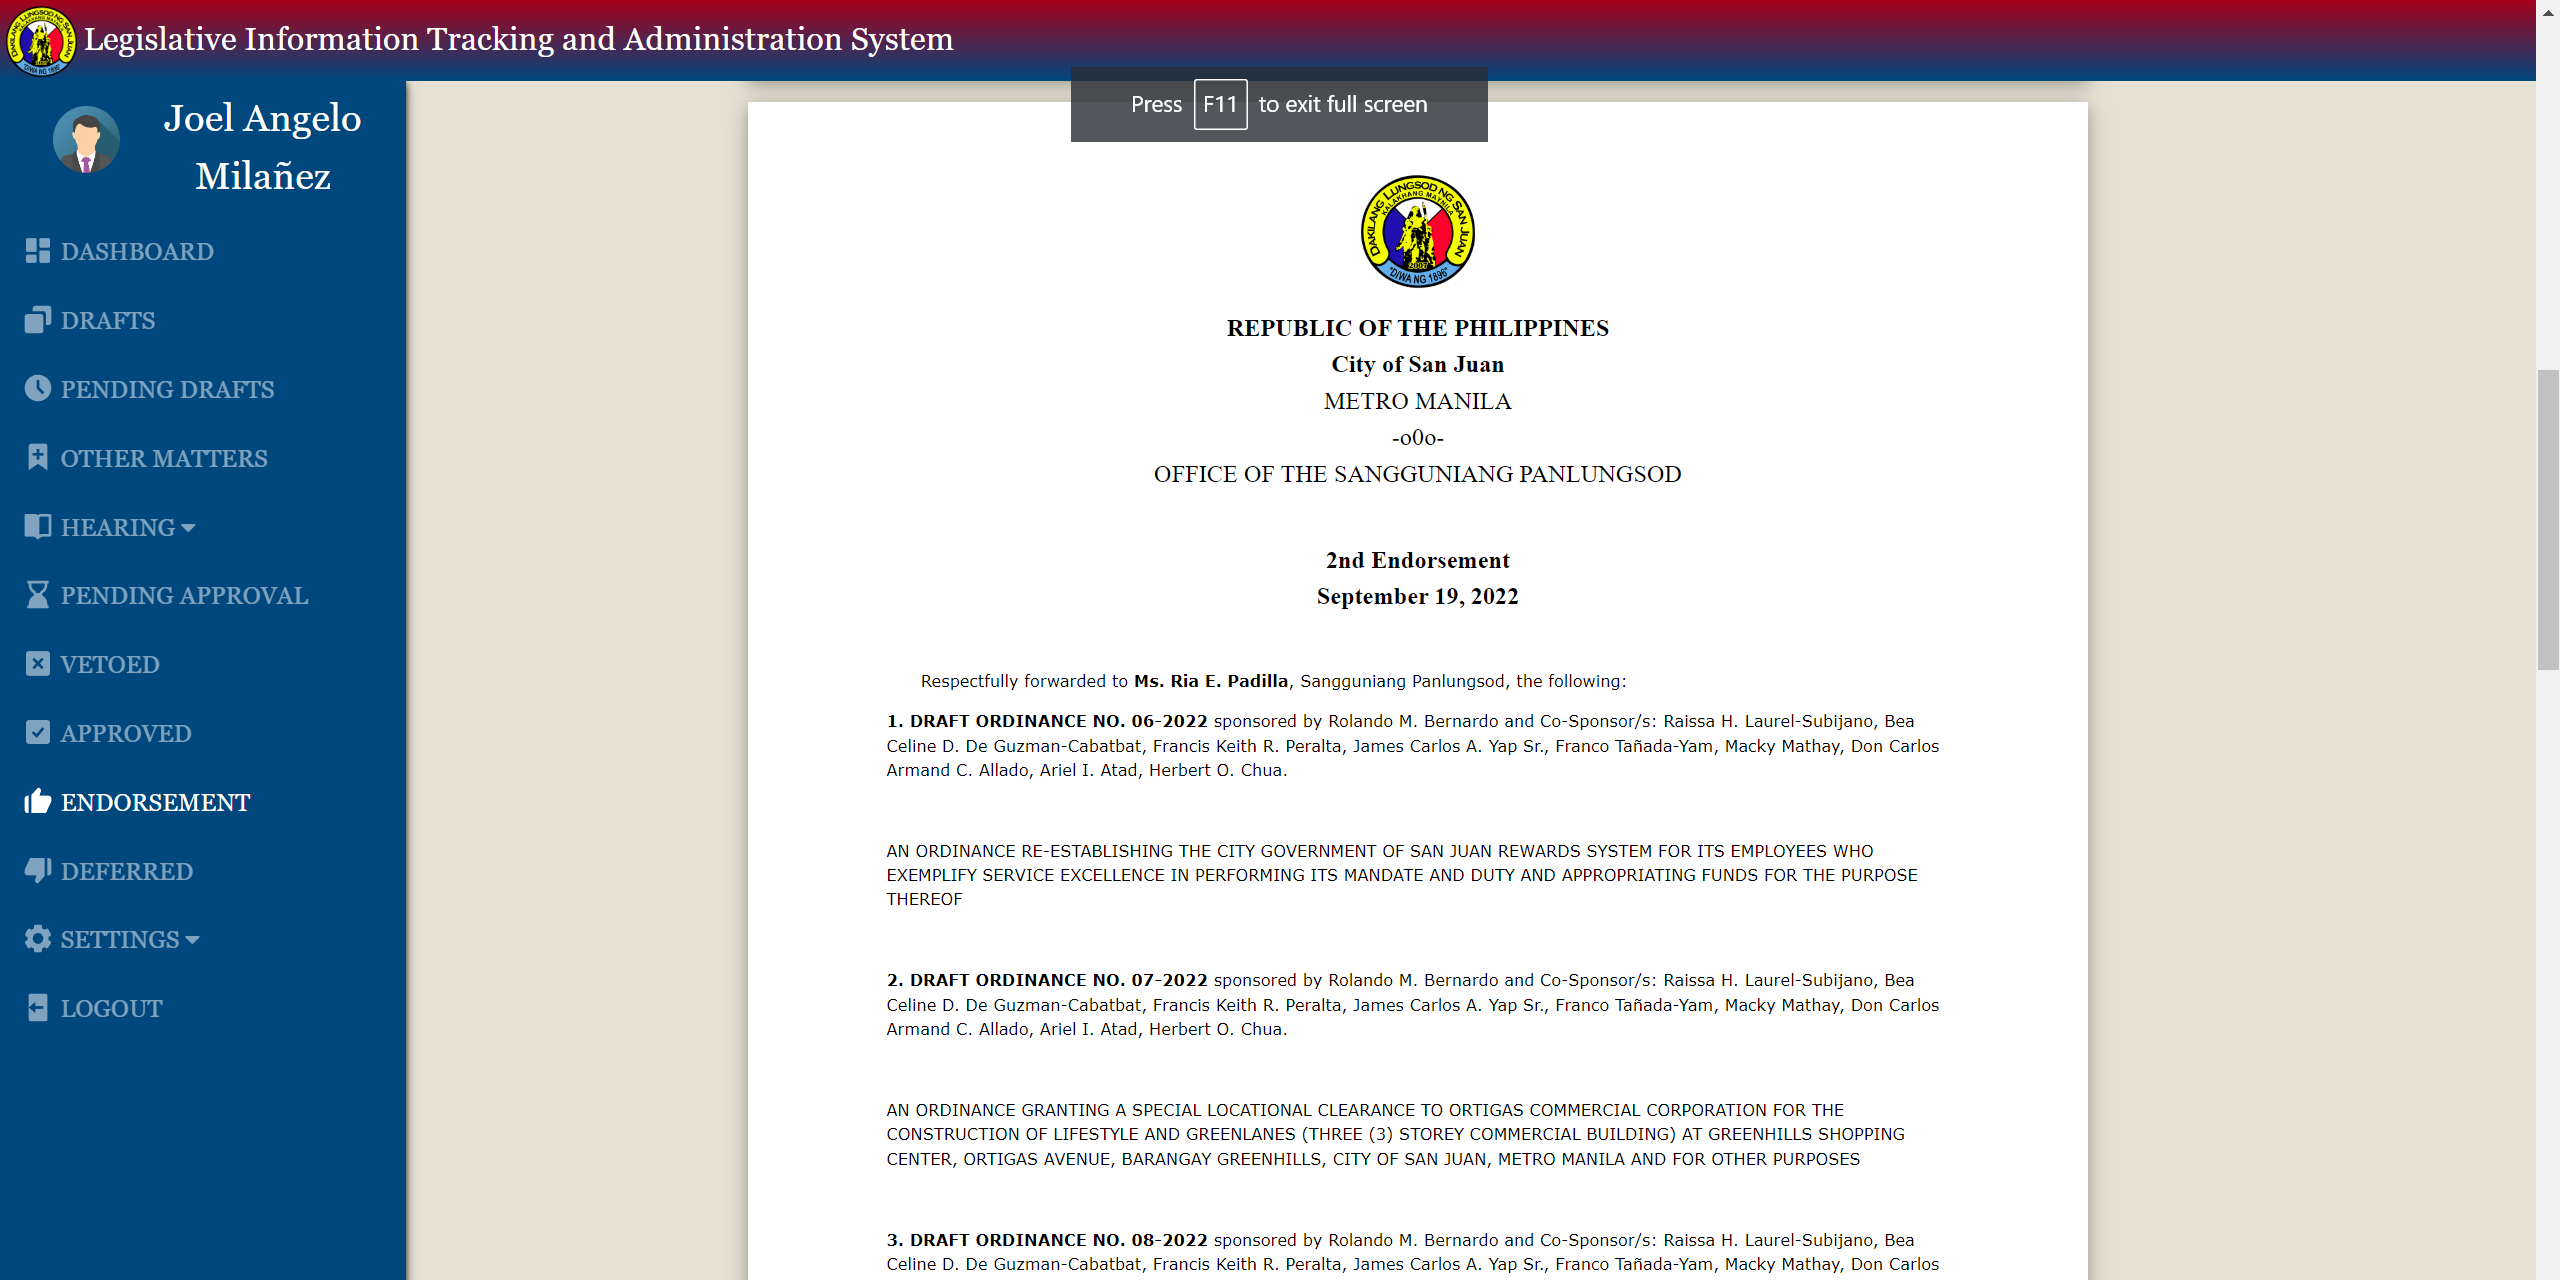 Legislative Information Tracking and Administration System
Press F11 to exit full screen
Joel Angelo
Milañez
DASHBOARD
DRAFTS
PENDING DRAFTS
OTHER MATTERS
HEARING
PENDING APPROVAL
VETOED
APPROVED
ENDORSEMENT
DEFERRED
SETTINGS
LOGOUT
DAKILANG LUNGSOD NG SAN JUAN
KALAKHANG MAYNILA
2007
"DIWA NG 1896"
REPUBLIC OF THE PHILIPPINES
City of San Juan
METRO MANILA
-o0o-
OFFICE OF THE SANGGUNIANG PANLUNGSOD
2nd Endorsement
September 19, 2022
Respectfully forwarded to Ms. Ria E. Padilla, Sangguniang Panlungsod, the following:
1. DRAFT ORDINANCE NO. 06-2022 sponsored by Rolando M. Bernardo and Co-Sponsor/s: Raissa H. Laurel-Subijano, Bea
Celine D. De Guzman-Cabatbat, Francis Keith R. Peralta, James Carlos A. Yap Sr., Franco Tañada-Yam, Macky Mathay, Don Carlos
Armand C. Allado, Ariel I. Atad, Herbert O. Chua.
AN ORDINANCE RE-ESTABLISHING THE CITY GOVERNMENT OF SAN JUAN REWARDS SYSTEM FOR ITS EMPLOYEES WHO
EXEMPLIFY SERVICE EXCELLENCE IN PERFORMING ITS MANDATE AND DUTY AND APPROPRIATING FUNDS FOR THE PURPOSE
THEREOF
2. DRAFT ORDINANCE NO. 07-2022 sponsored by Rolando M. Bernardo and Co-Sponsor/s: Raissa H. Laurel-Subijano, Bea
Celine D. De Guzman-Cabatbat, Francis Keith R. Peralta, James Carlos A. Yap Sr., Franco Tañada-Yam, Macky Mathay, Don Carlos
Armand C. Allado, Ariel I. Atad, Herbert O. Chua.
AN ORDINANCE GRANTING A SPECIAL LOCATIONAL CLEARANCE TO ORTIGAS COMMERCIAL CORPORATION FOR THE
CONSTRUCTION OF LIFESTYLE AND GREENLANES (THREE (3) STOREY COMMERCIAL BUILDING) AT GREENHILLS SHOPPING
CENTER, ORTIGAS AVENUE, BARANGAY GREENHILLS, CITY OF SAN JUAN, METRO MANILA AND FOR OTHER PURPOSES
3. DRAFT ORDINANCE NO. 08-2022 sponsored by Rolando M. Bernardo and Co-Sponsor/s: Raissa H. Laurel-Subijano, Bea
Celine D. De Guzman-Cabatbat, Francis Keith R. Peralta, James Carlos A. Yap Sr., Franco Tañada-Yam, Macky Mathay, Don Carlos